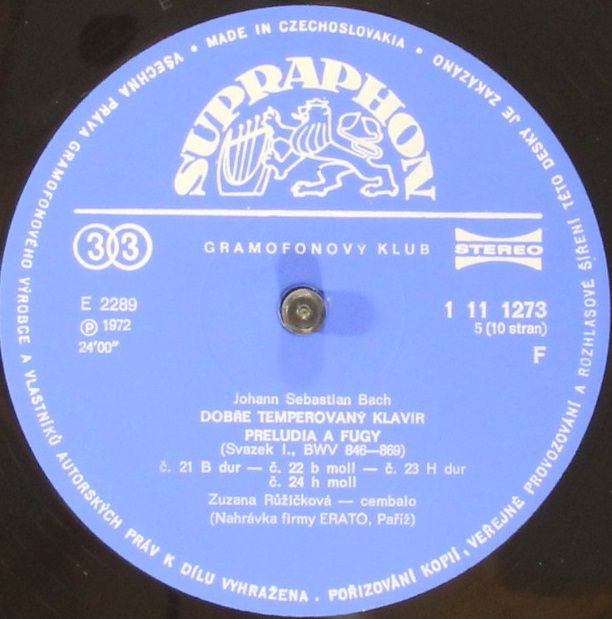 • MADE IN CZECHOSLOVAKIA •
VŠECHNA PRÁVA GRAMOFONOVÉHO VÝROBCE A VLASTNÍKŮ AUTORSKÝCH PRÁV K DÍLU VYHRAŽENA. POŘIZOVÁNÍ KOPIÍ, VEŘEJNÉ PROVOZOVÁNÍ A ROZHLASOVÉ ŠÍŘENÍ TÉTO DESKY JE ZAKÁZÁNO
SUPRAPHON
33 GRAMOFONOVÝ KLUB STEREO
E 2289 1 11 1273
Ⓟ 1972 5 (10 stran)
24'00" F
Johann Sebastian Bach
DOBŘE TEMPEROVANÝ KLAVIR
PRELUDIA A FUGY
(Svazek I., BWV 846—869)
č. 21 B dur — č. 22 b moll — č. 23 H dur
č. 24 h moll
Zuzana Růžičková — cembalo
(Nahrávka firmy ERATO, Paříž)